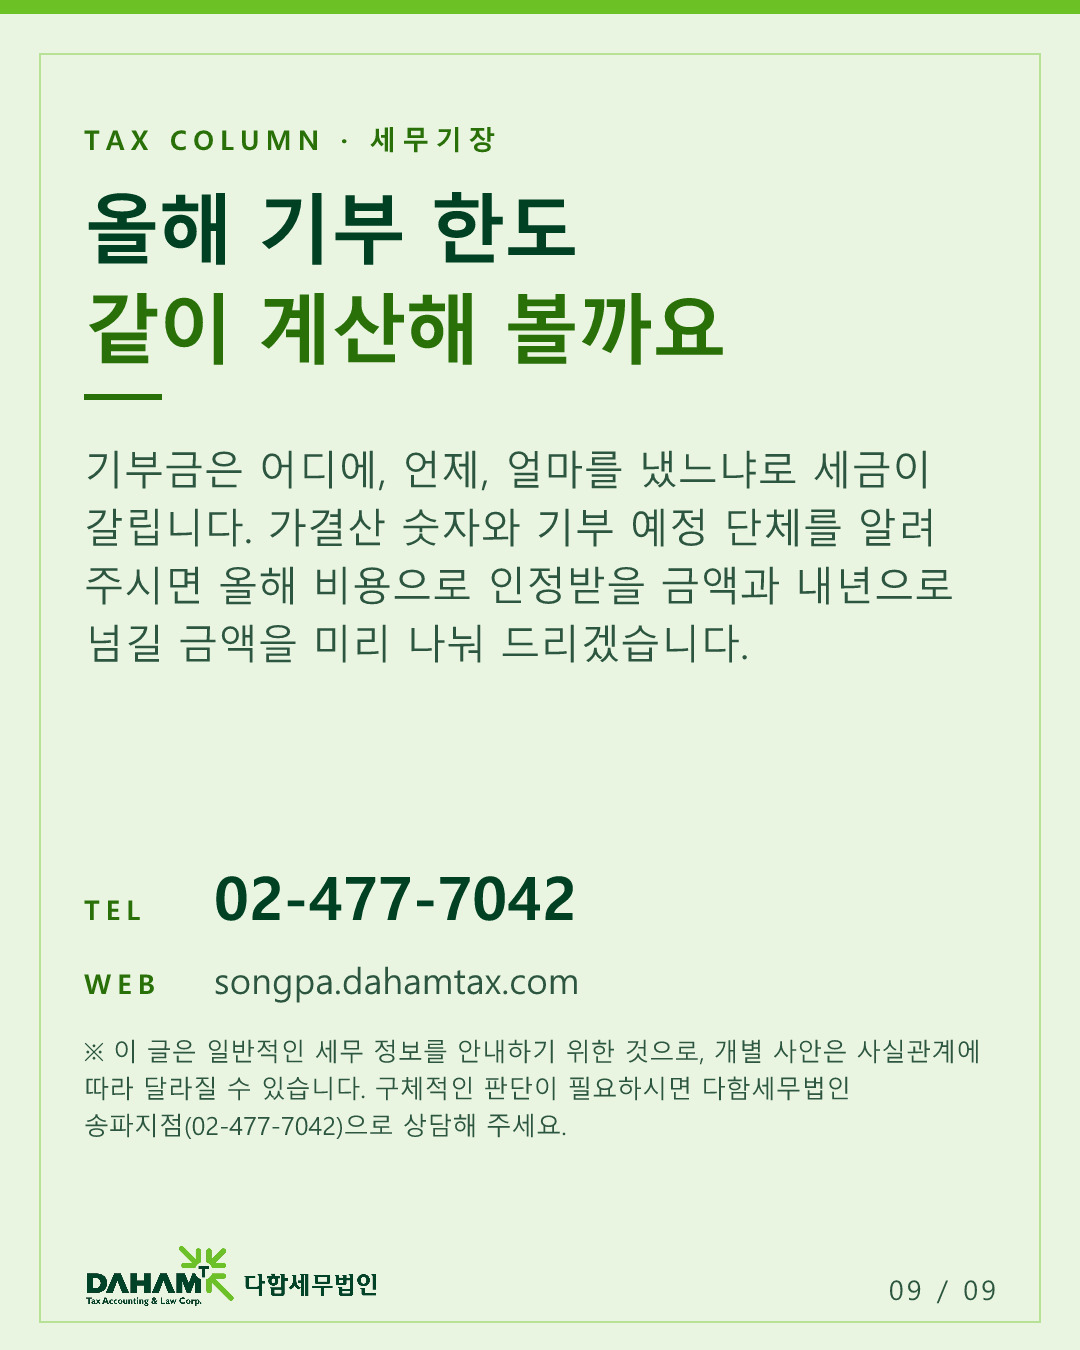 TAX COLUMN · 세무기장
올해 기부 한도
같이 계산해 볼까요
기부금은 어디에, 언제, 얼마를 냈느냐로 세금이
갈립니다. 가결산 숫자와 기부 예정 단체를 알려
주시면 올해 비용으로 인정받을 금액과 내년으로
넘길 금액을 미리 나눠 드리겠습니다.
TEL 02-477-7042
WEB songpa.dahamtax.com
※ 이 글은 일반적인 세무 정보를 안내하기 위한 것으로, 개별 사안은 사실관계에
따라 달라질 수 있습니다. 구체적인 판단이 필요하시면 다함세무법인
송파지점(02-477-7042)으로 상담해 주세요.
DAHAM T 다함세무법인
Tax Accounting & Law Corp.
09 / 09